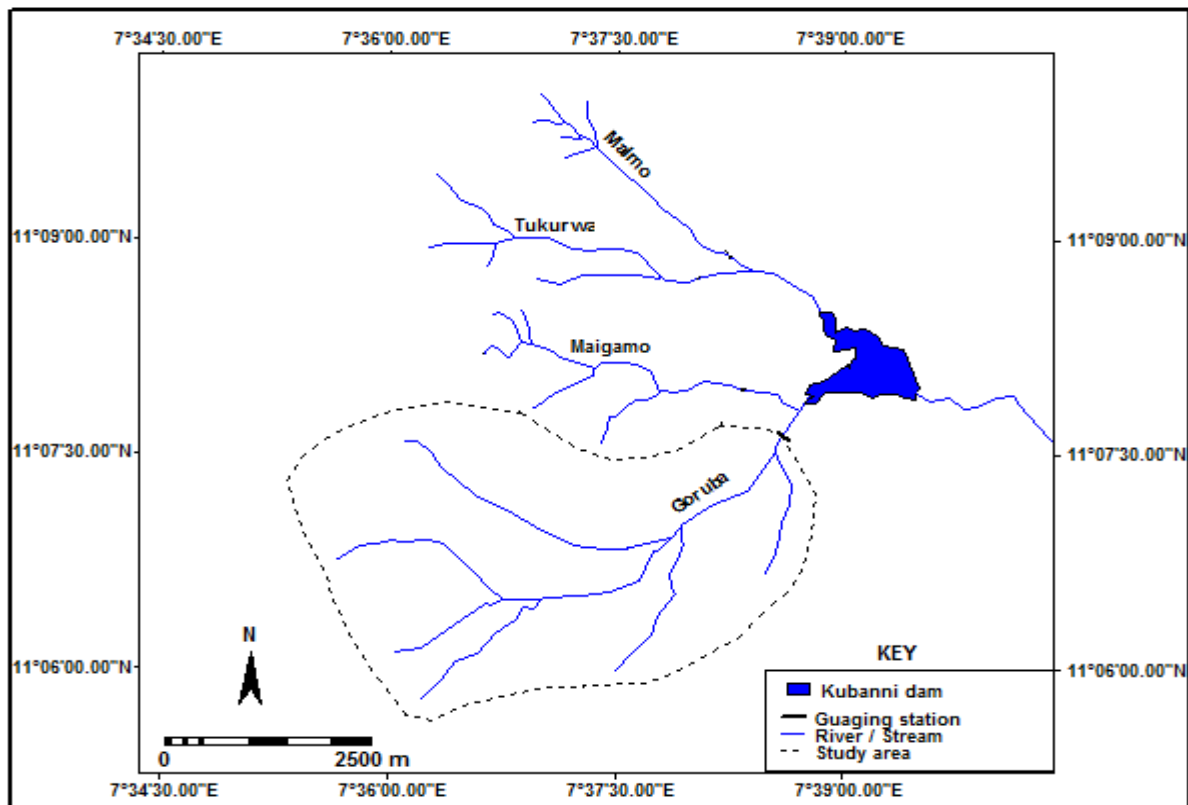 7°34'30.00"E 7°36'00.00"E 7°37'30.00"E 7°39'00.00"E
Malmo
Tukurwa
11°09'00.00"N 11°09'00.00"N
Maigamo
11°07'30.00"N 11°07'30.00"N
Goruba
N
KEY
11°06'00.00"N 11°06'00.00"N
Kubanni dam
Guaging station
River / Stream
Study area
0 2500 m
7°34'30.00"E 7°36'00.00"E 7°37'30.00"E 7°39'00.00"E